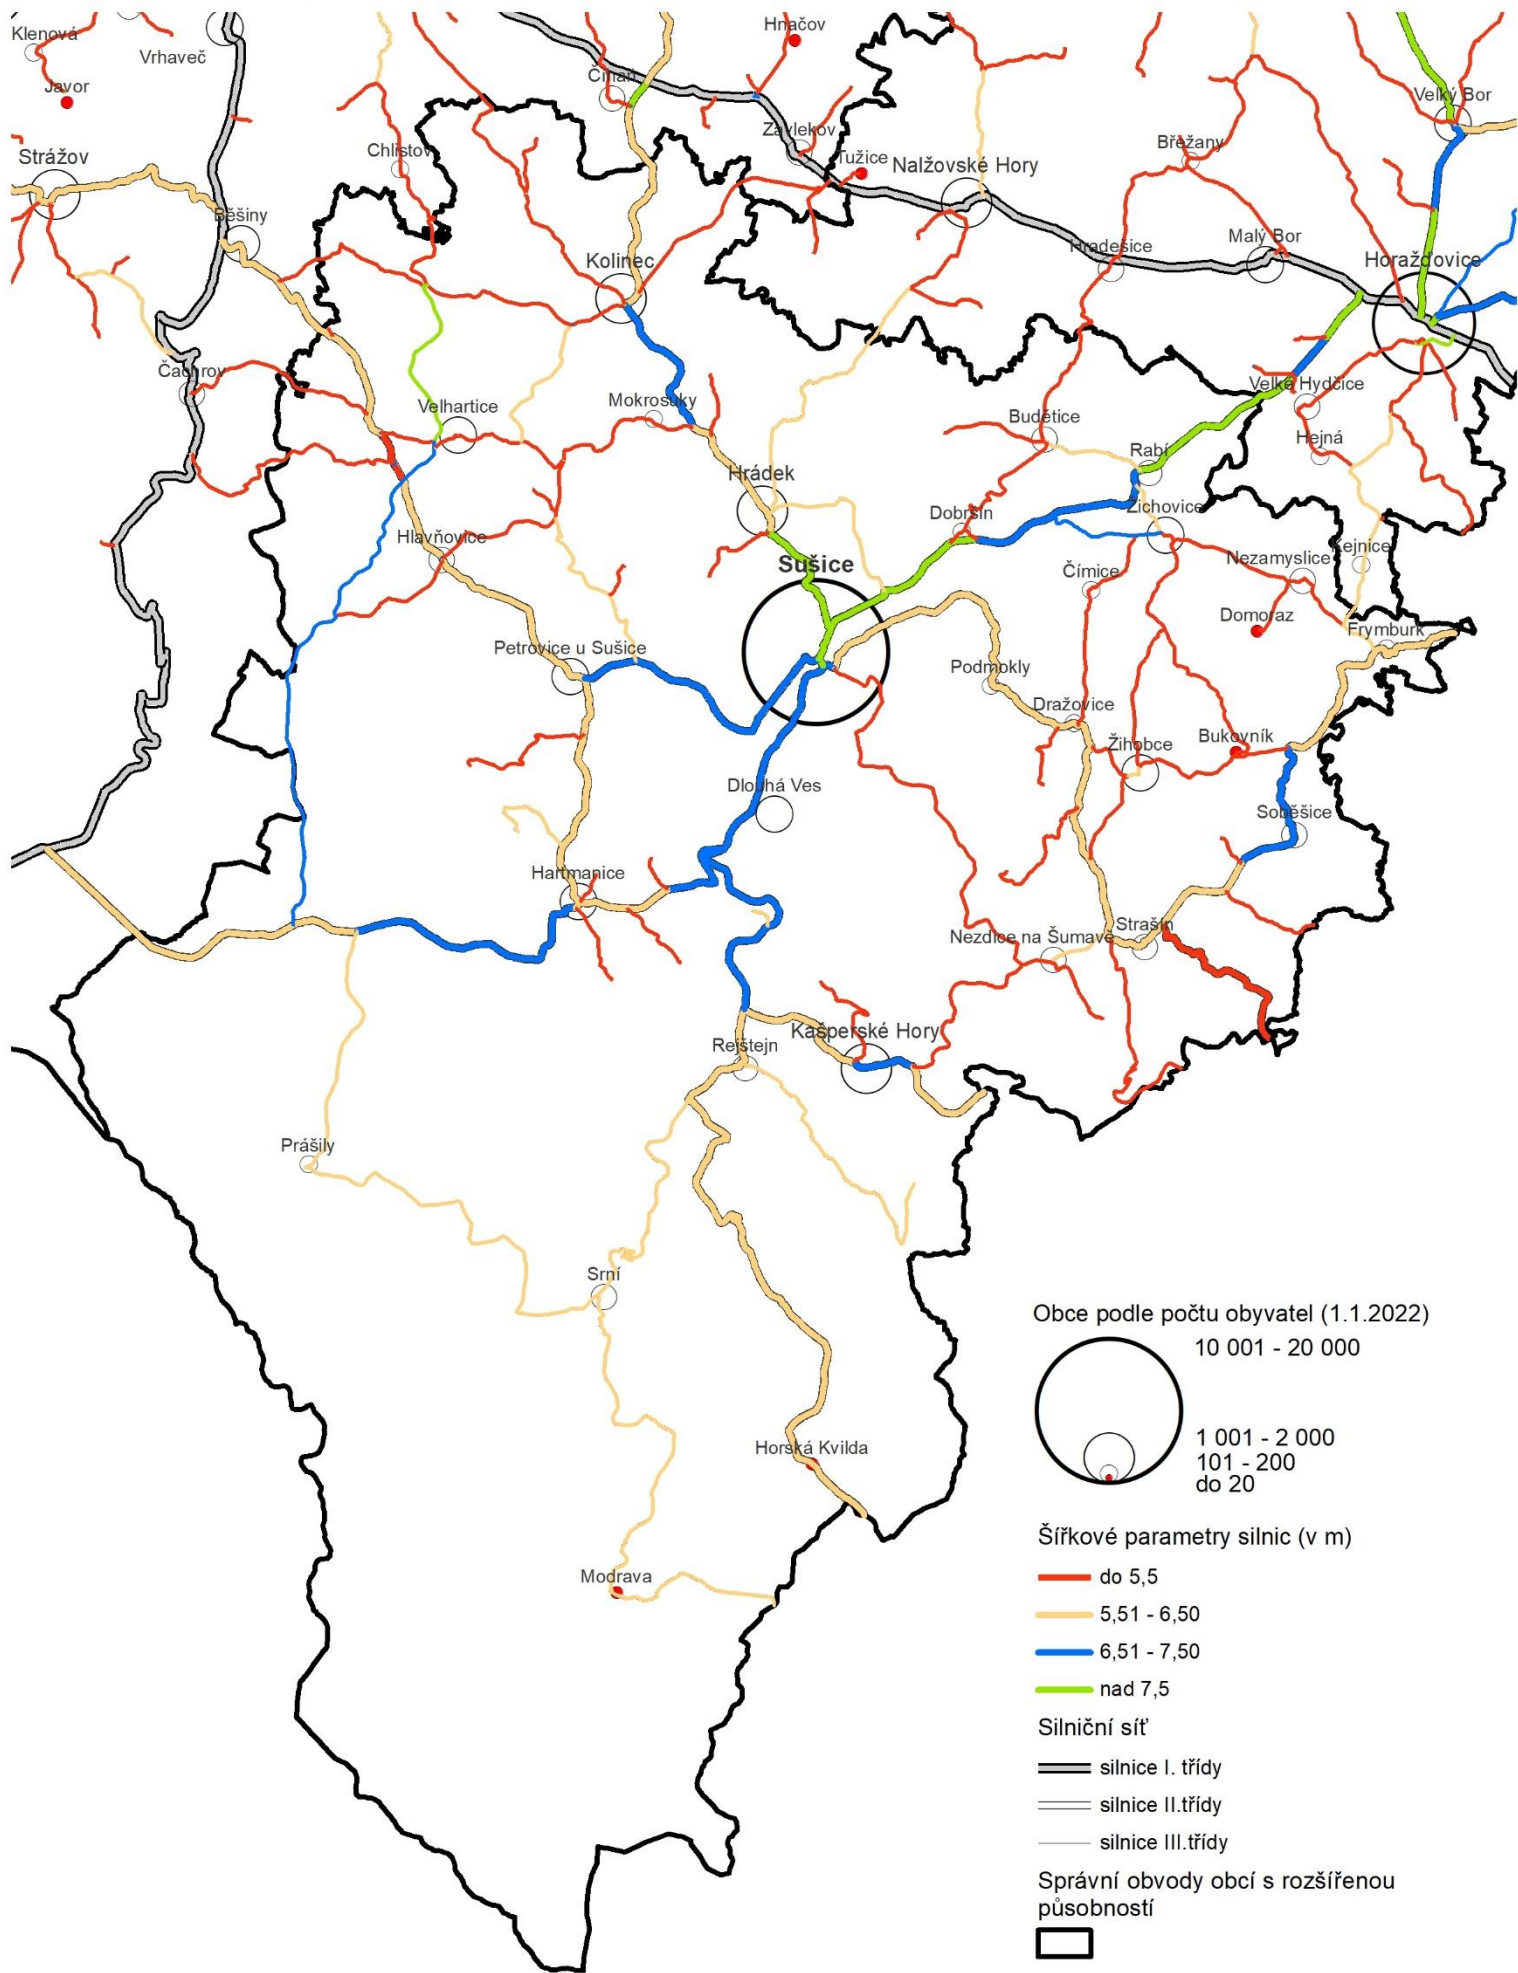 Klenová
Vrhaveč
Hnačov
Javor
Číhaň
Velký Bor
Závlekov
Strážov
Chlistov
Tužice
Nalžovské Hory
Břežany
Běšiny
Kolinec
Hradešice
Malý Bor
Horažďovice
Čachrov
Velhartice
Mokrosuky
Velké Hydčice
Budětice
Hejná
Rabí
Hrádek
Dobršín
Žichovice
Hlavňovice
Sušice
Čímice
Nezamyslice
Kejnice
Domoraz
Frymburk
Petrovice u Sušice
Podmokly
Dražovice
Žihobce
Bukovník
Dlouhá Ves
Soběšice
Hartmanice
Nezdice na Šumavě
Strašín
Kašperské Hory
Rejštejn
Prášily
Srní
Horská Kvilda
Modrava
Obce podle počtu obyvatel (1.1.2022)
10 001 - 20 000
1 001 - 2 000
101 - 200
do 20
Šířkové parametry silnic (v m)
do 5,5
5,51 - 6,50
6,51 - 7,50
nad 7,5
Silniční síť
silnice I. třídy
silnice II.třídy
silnice III.třídy
Správní obvody obcí s rozšířenou
působností